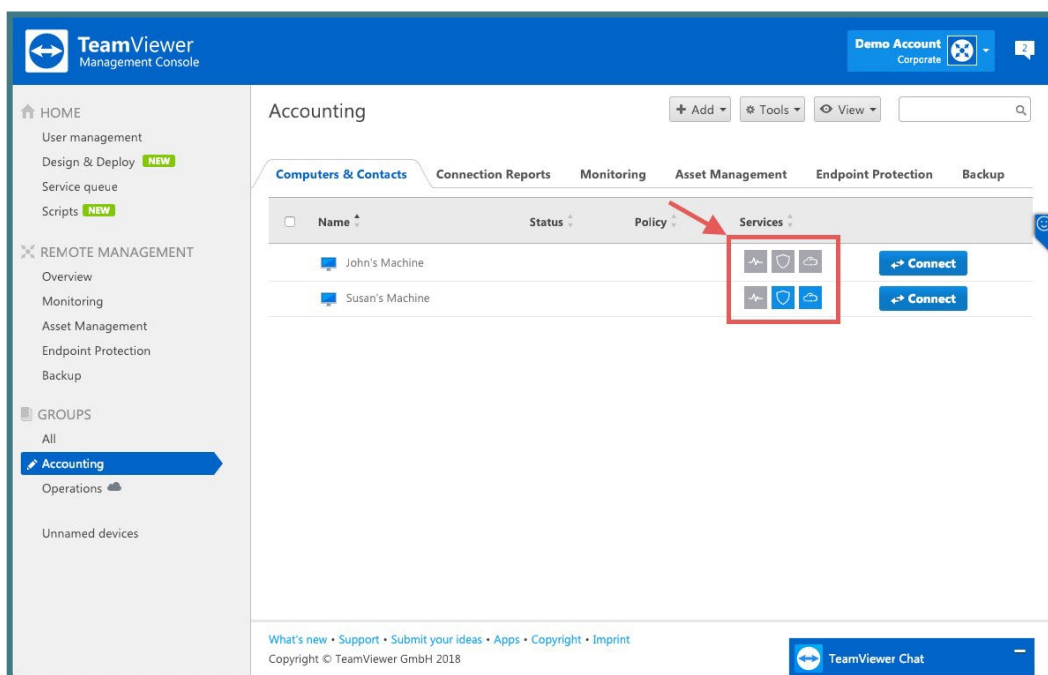 TeamViewer
Management Console
Demo Account
Corporate
2
HOME
User management
Design & Deploy NEW
Service queue
Scripts NEW
REMOTE MANAGEMENT
Overview
Monitoring
Asset Management
Endpoint Protection
Backup
GROUPS
All
Accounting
Operations
Unnamed devices
Accounting
+ Add
Tools
View
Computers & Contacts Connection Reports Monitoring Asset Management Endpoint Protection Backup
Name Status Policy Services
John's Machine Connect
Susan's Machine Connect
What's new • Support • Submit your ideas • Apps • Copyright • Imprint
Copyright © TeamViewer GmbH 2018
TeamViewer Chat